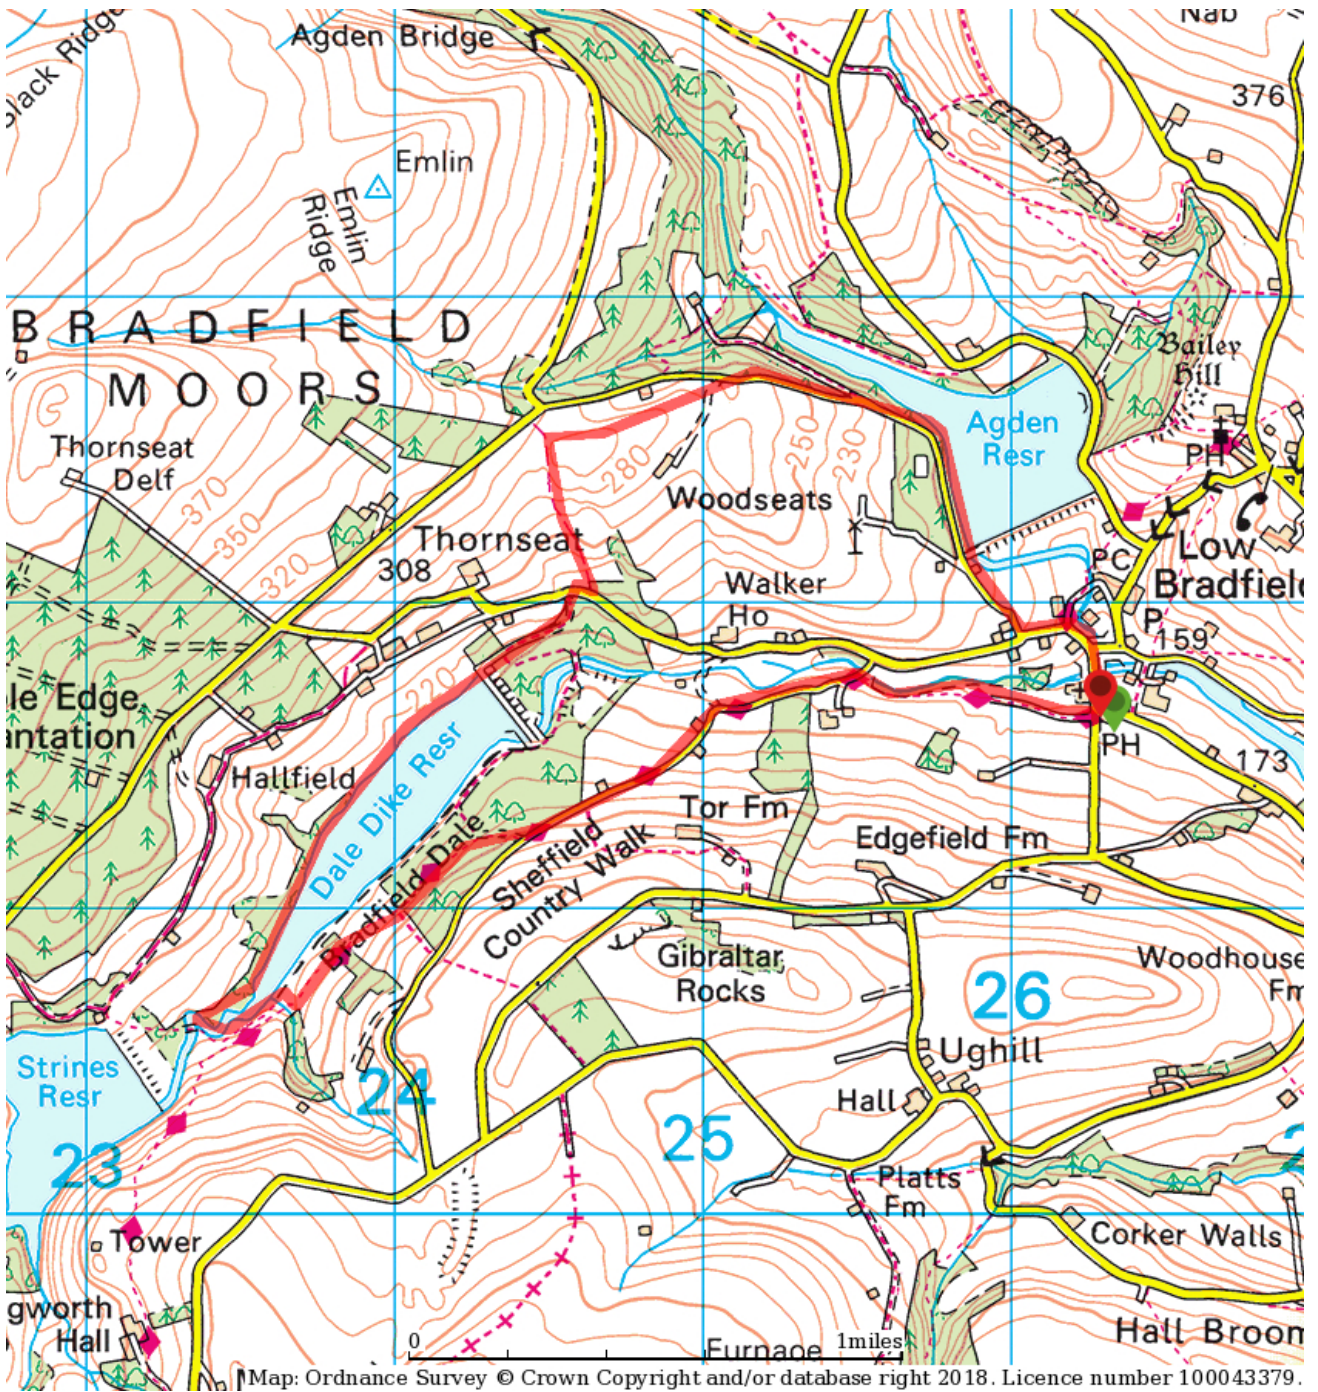 Nab
Black Ridge
Agden Bridge
376
Emlin
Emlin
Ridge
BRADFIELD
MOORS
Bailey
Hill
Thornseat
Delf
Agden
Resr
PH
370
350
320
280
250
230
Woodseats
Thornseat
308
PC
Low
Bradfield
Walker
Ho
P
159
220
le Edge
antation
PH
173
Hallfield
Dale Dike Resr
Tor Fm
Edgefield Fm
Bradfield Dale
Sheffield
Country Walk
Gibraltar
Rocks
Woodhouse
Fm
26
Strines
Resr
24
Ughill
Hall
25
23
Platts
Fm
Tower
Corker Walls
gworth
Hall
Hall Broom
0
1miles
Furnace
Map: Ordnance Survey © Crown Copyright and/or database right 2018. Licence number 100043379.